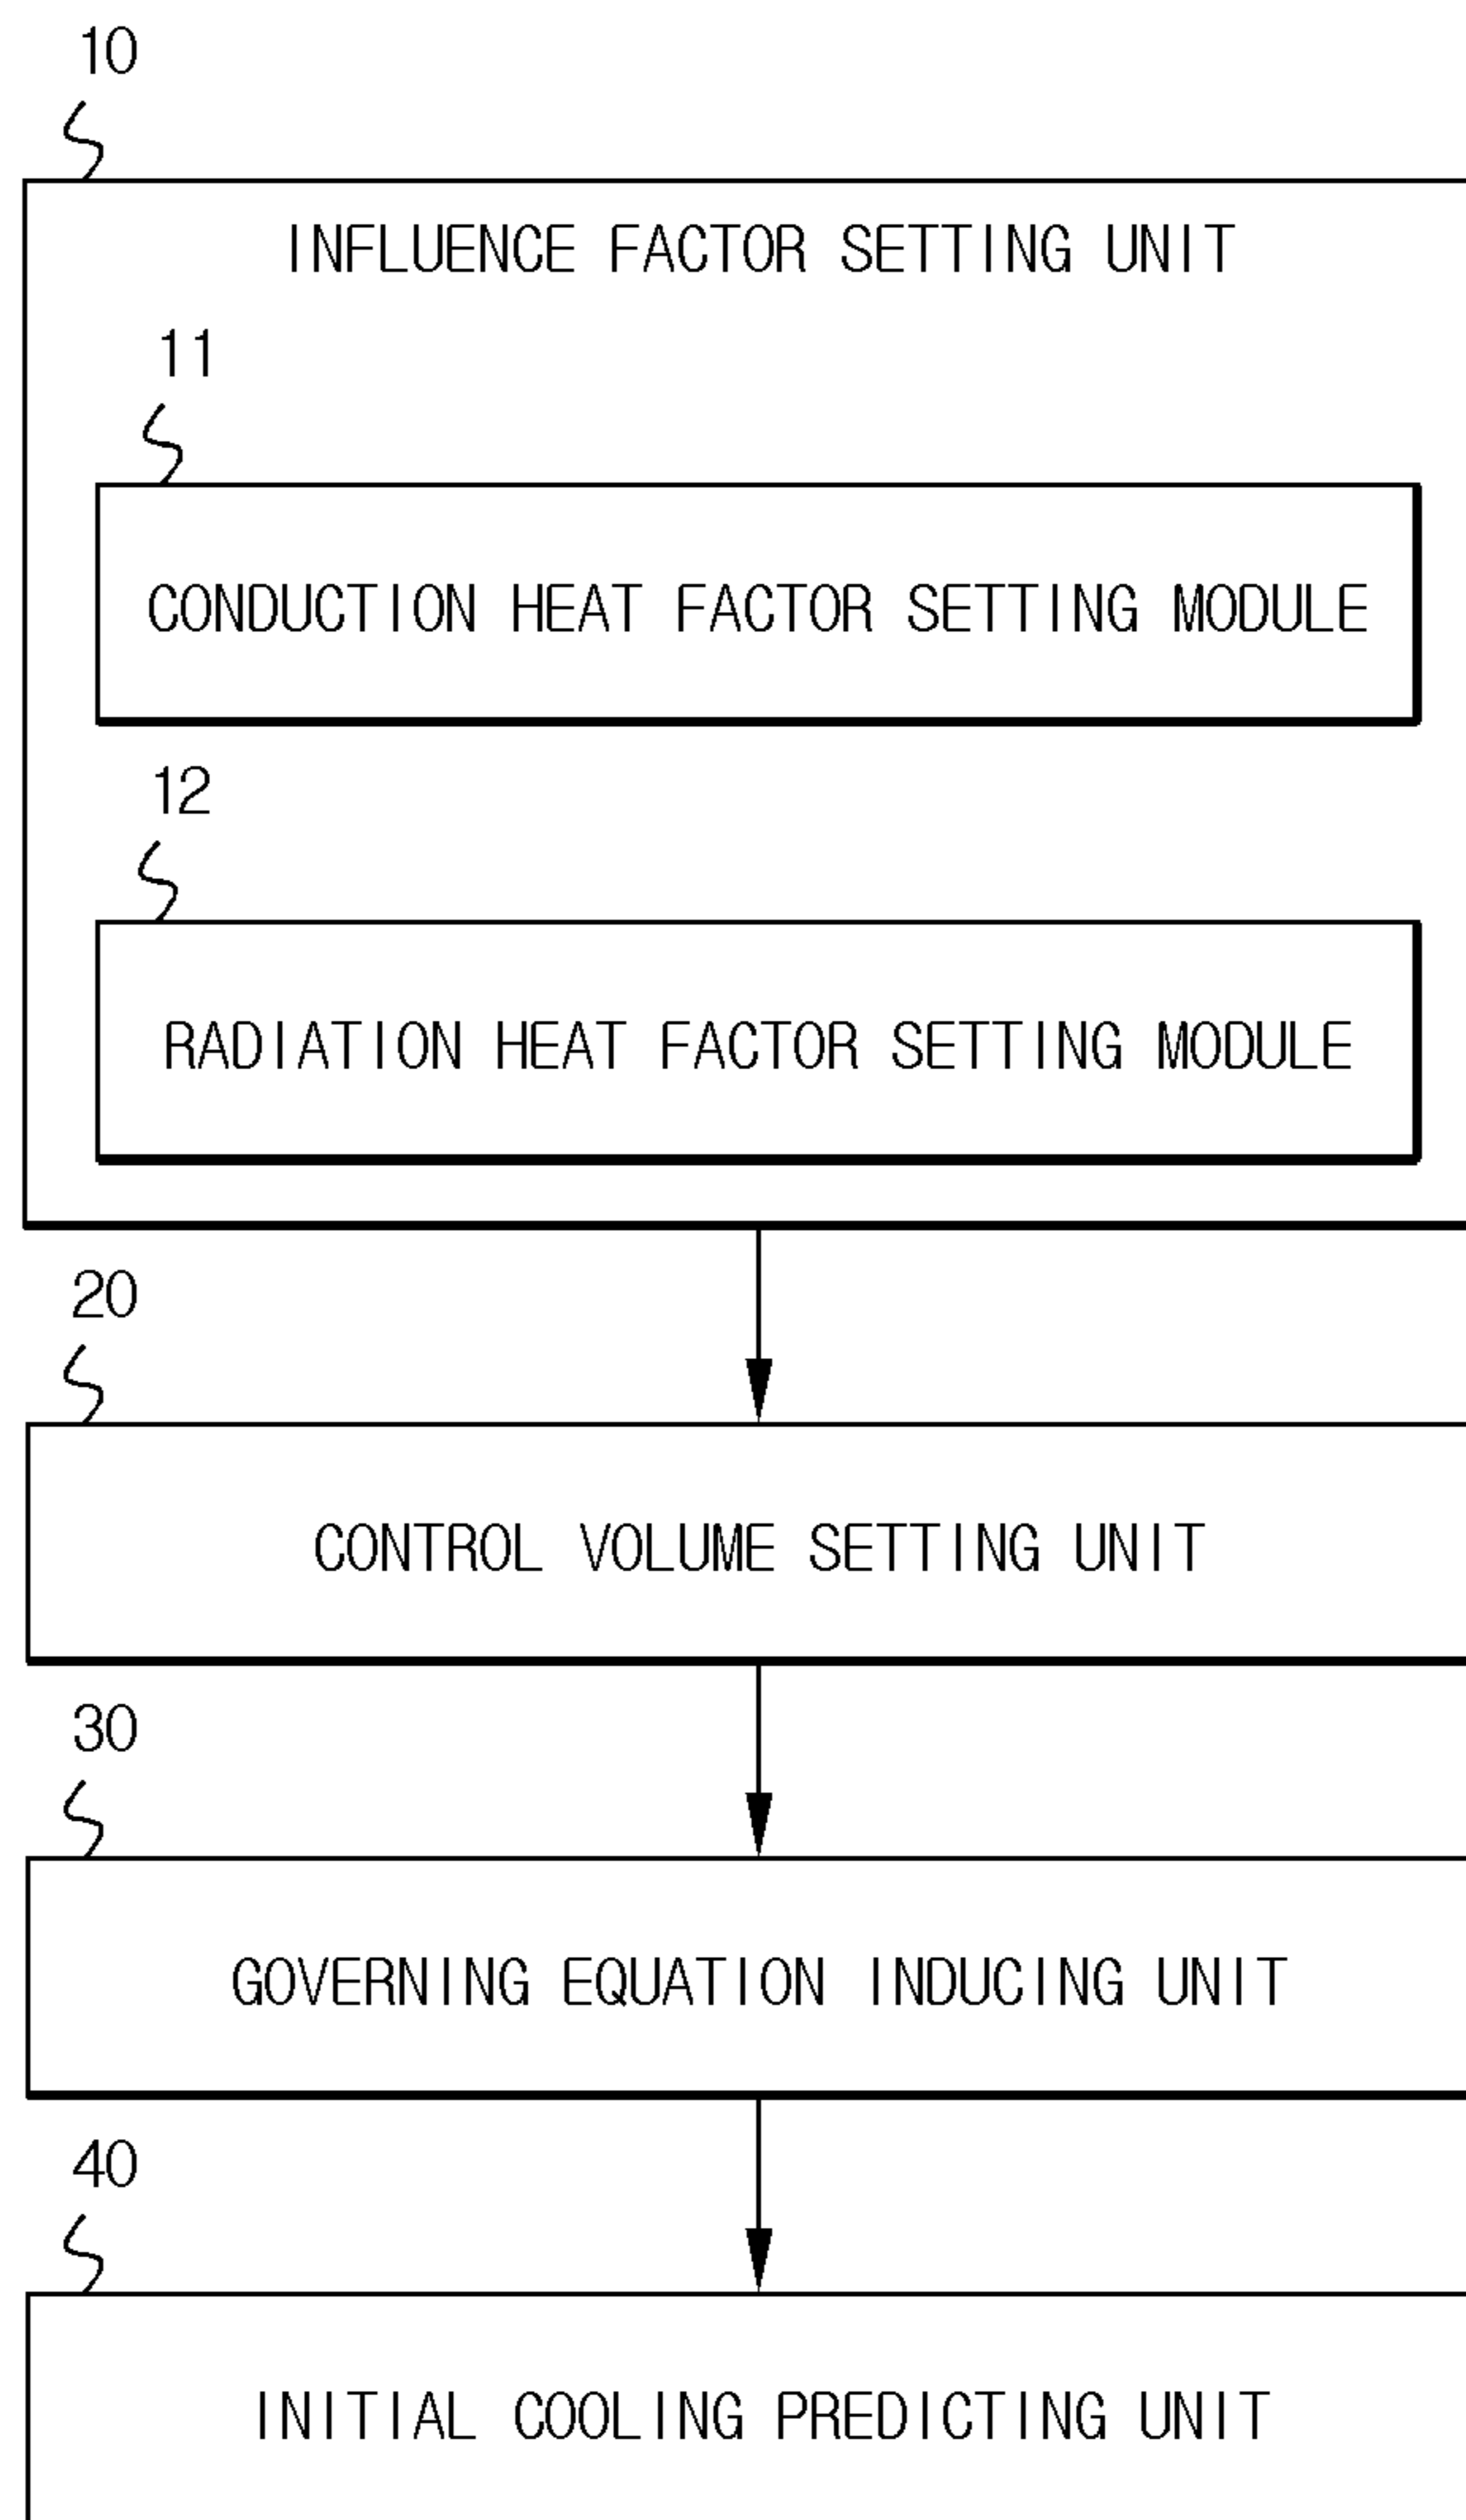 10
INFLUENCE FACTOR SETTING UNIT
11
CONDUCTION HEAT FACTOR SETTING MODULE
12
RADIATION HEAT FACTOR SETTING MODULE
20
CONTROL VOLUME SETTING UNIT
30
GOVERNING EQUATION INDUCING UNIT
40
INITIAL COOLING PREDICTING UNIT